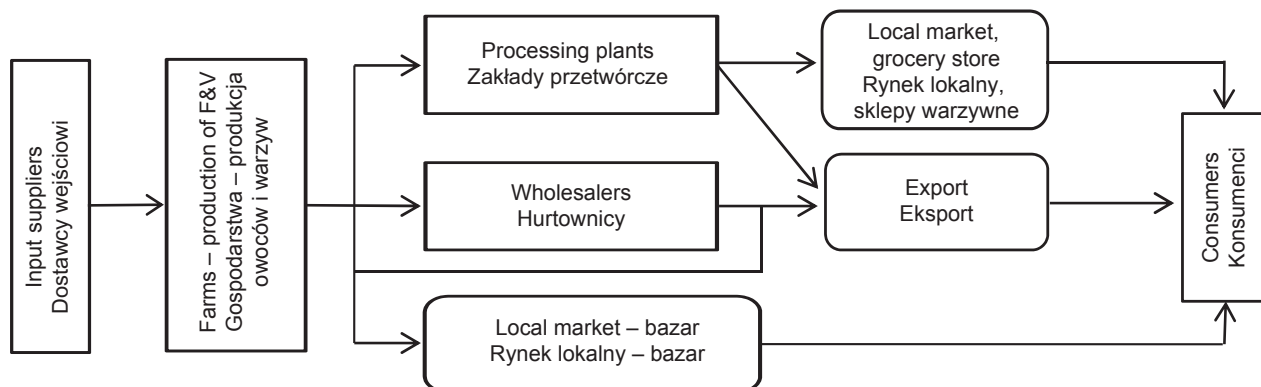 Input suppliers
Dostawcy wejściowi
Farms – production of F&V
Gospodarstwa – produkcja
owoców i warzyw
Processing plants
Zakłady przetwórcze
Wholesalers
Hurtownicy
Local market – bazar
Rynek lokalny – bazar
Local market,
grocery store
Rynek lokalny,
sklepy warzywne
Export
Eksport
Consumers
Konsumenci